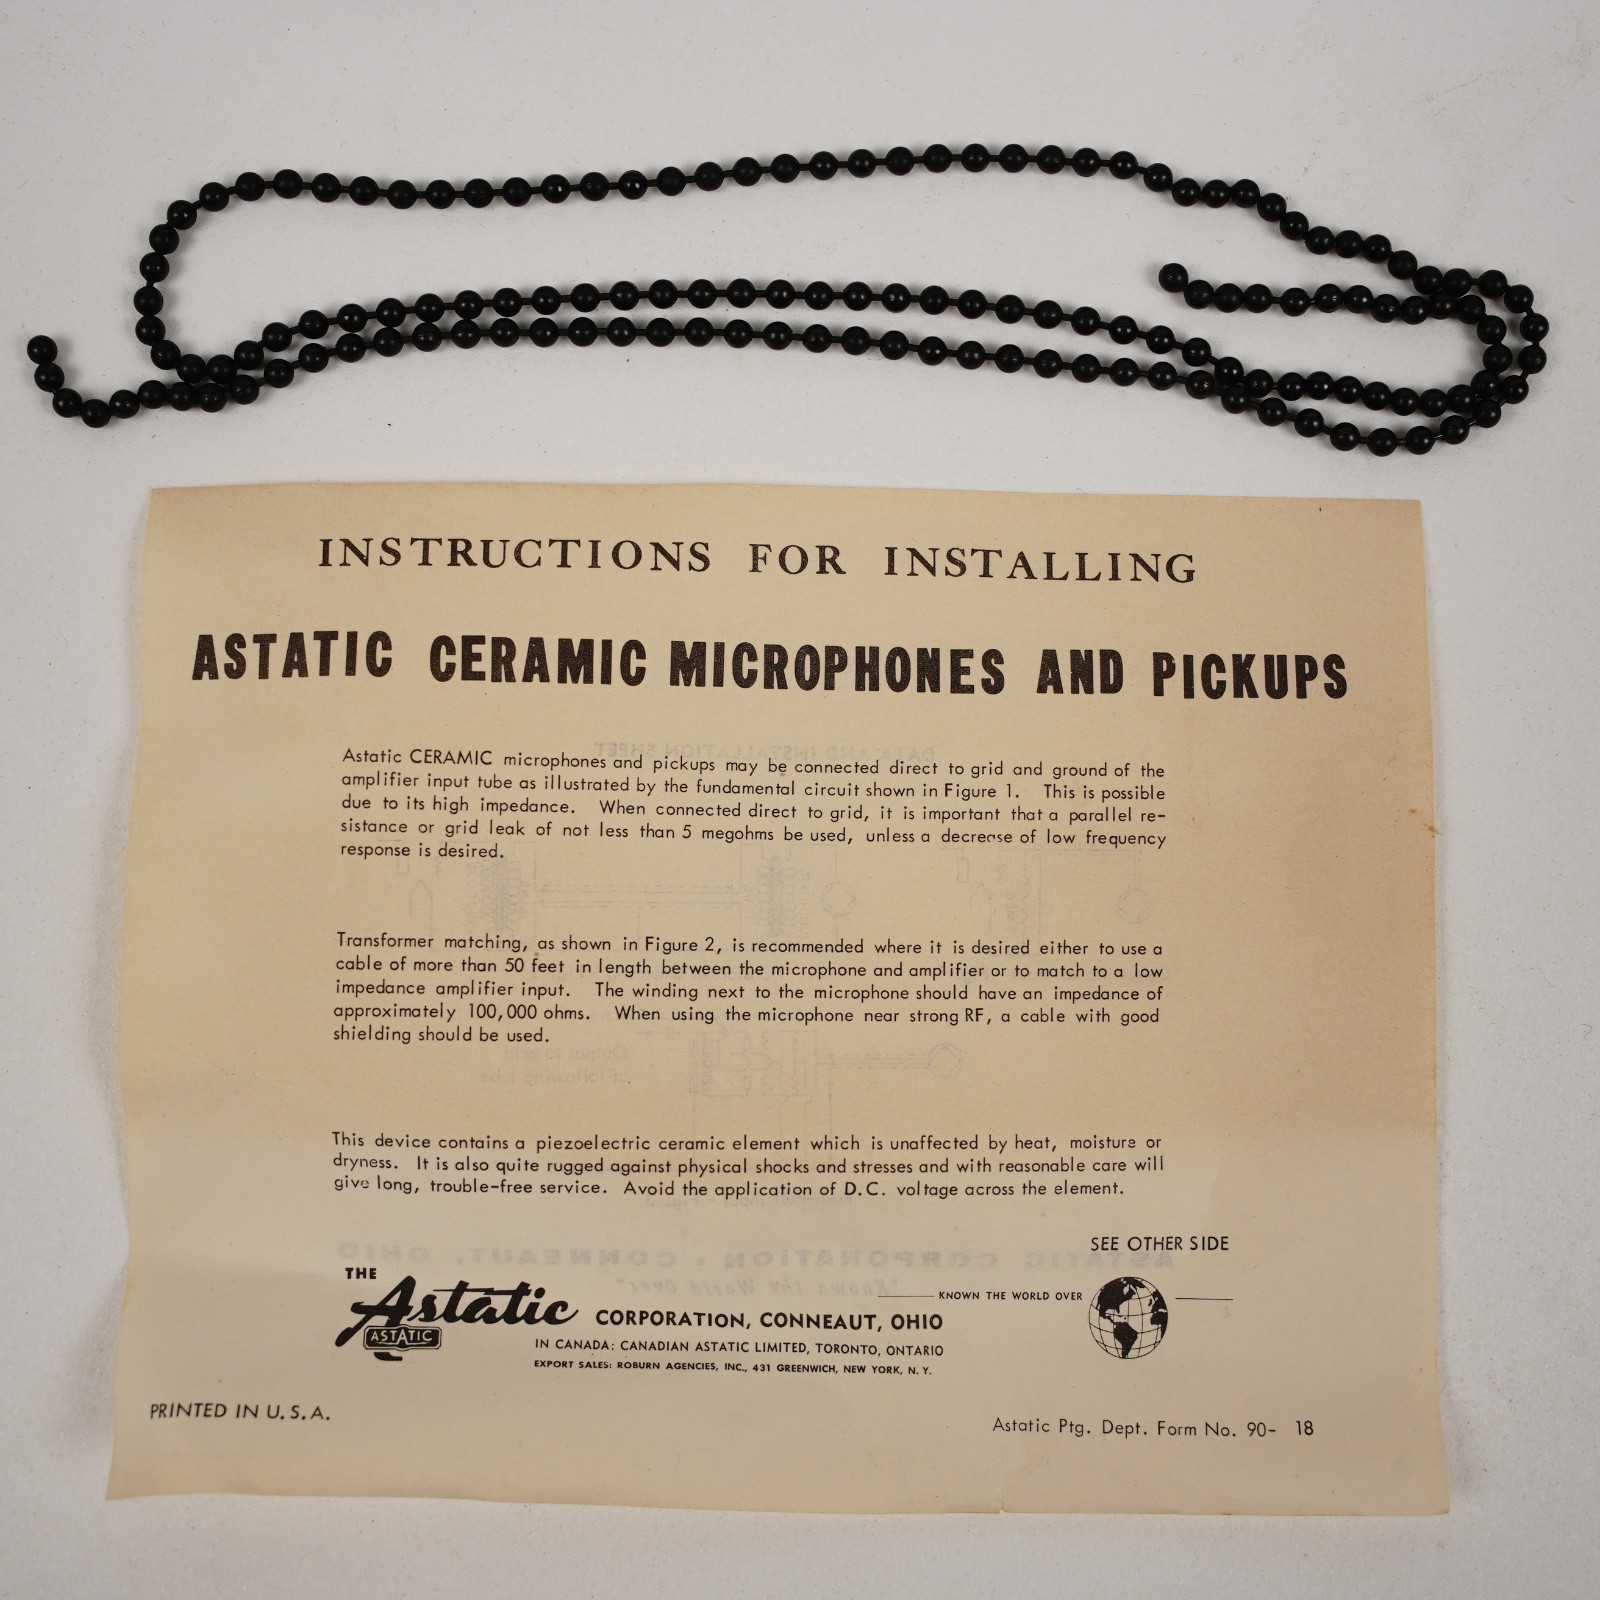 INSTRUCTIONS FOR INSTALLING
ASTATIC CERAMIC MICROPHONES AND PICKUPS
Astatic CERAMIC microphones and pickups may be connected direct to grid and ground of the
amplifier input tube as illustrated by the fundamental circuit shown in Figure 1. This is possible
due to its high impedance. When connected direct to grid, it is important that a parallel re-
sistance or grid leak of not less than 5 megohms be used, unless a decrease of low frequency
response is desired.
Transformer matching, as shown in Figure 2, is recommended where it is desired either to use a
cable of more than 50 feet in length between the microphone and amplifier or to match to a low
impedance amplifier input. The winding next to the microphone should have an impedance of
approximately 100,000 ohms. When using the microphone near strong RF, a cable with good
shielding should be used.
This device contains a piezoelectric ceramic element which is unaffected by heat, moisture or
dryness. It is also quite rugged against physical shocks and stresses and with reasonable care will
give long, trouble-free service. Avoid the application of D.C. voltage across the element.
SEE OTHER SIDE
THE
Astatic CORPORATION, CONNEAUT, OHIO
ASTATIC
KNOWN THE WORLD OVER
IN CANADA: CANADIAN ASTATIC LIMITED, TORONTO, ONTARIO
EXPORT SALES: ROBURN AGENCIES, INC., 431 GREENWICH, NEW YORK, N.Y.
PRINTED IN U.S.A.
Astatic Ptg. Dept. Form No. 90- 18